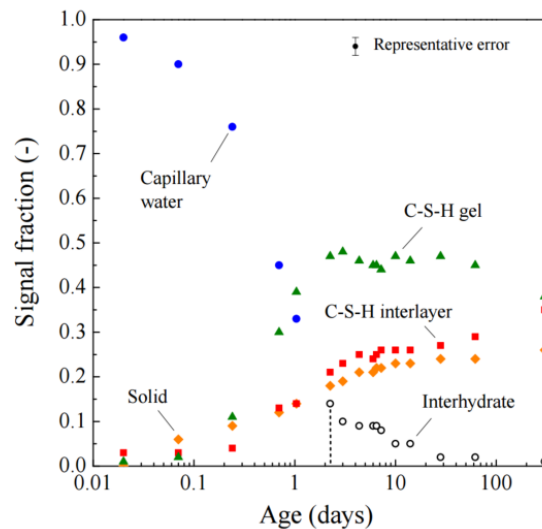 1.0
0.9
0.8
0.7
0.6
0.5
0.4
0.3
0.2
0.1
0.0
Signal fraction (-)
Representative error
Capillary
water
C-S-H gel
C-S-H interlayer
Solid
Interhydrate
0.01
0.1
1
10
100
Age (days)